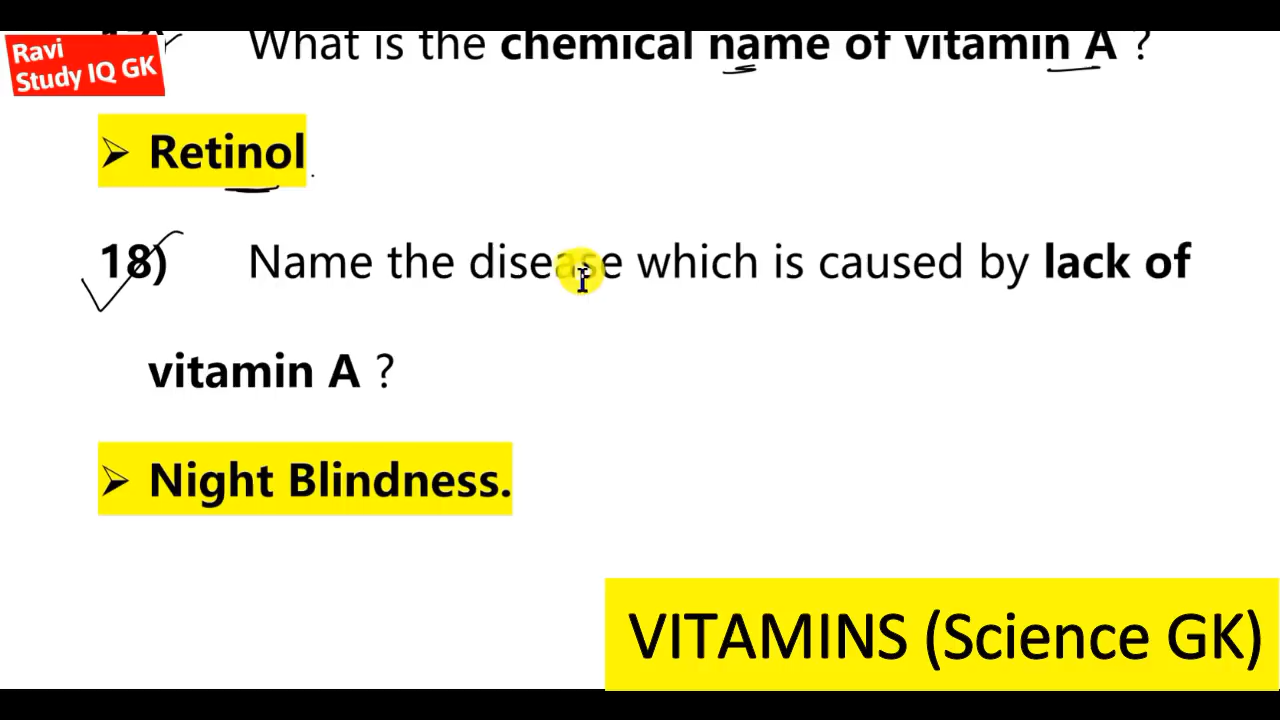 Ravi
Study IQ GK
17) What is the chemical name of vitamin A ?
➢ Retinol
18) Name the disease which is caused by lack of
vitamin A ?
➢ Night Blindness.
VITAMINS (Science GK)